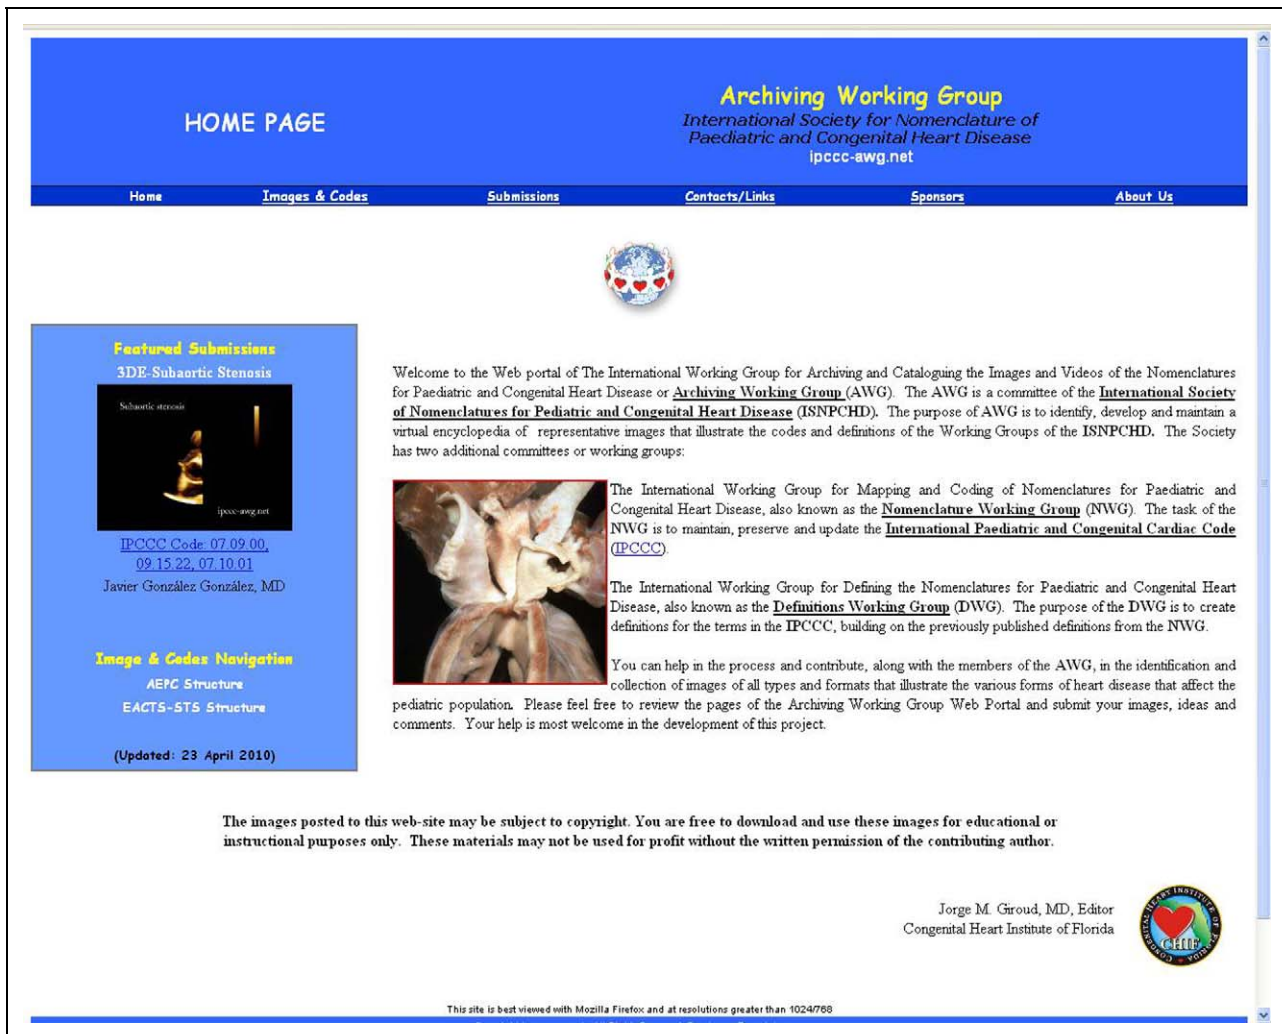 HOME PAGE
Archiving Working Group
International Society for Nomenclature of
Paediatric and Congenital Heart Disease
ipccc-awg.net
Home Images & Codes Submissions Contacts/Links Sponsors About Us
Featured Submissions
3DE-Subaortic Stenosis
Subaortic stenosis
ipccc-awg.net
IPCCC Code: 07.09.00,
09.15.22, 07.10.01
Javier González González, MD
Image & Codes Navigation
AEPC Structure
EACTS-STS Structure
(Updated: 23 April 2010)
Welcome to the Web portal of The International Working Group for Archiving and Cataloguing the Images and Videos of the Nomenclatures
for Paediatric and Congenital Heart Disease or Archiving Working Group (AWG). The AWG is a committee of the International Society
of Nomenclatures for Pediatric and Congenital Heart Disease (ISNPCHD). The purpose of AWG is to identify, develop and maintain a
virtual encyclopedia of representative images that illustrate the codes and definitions of the Working Groups of the ISNPCHD. The Society
has two additional committees or working groups:
The International Working Group for Mapping and Coding of Nomenclatures for Paediatric and
Congenital Heart Disease, also known as the Nomenclature Working Group (NWG). The task of the
NWG is to maintain, preserve and update the International Paediatric and Congenital Cardiac Code
(IPCCC).
The International Working Group for Defining the Nomenclatures for Paediatric and Congenital Heart
Disease, also known as the Definitions Working Group (DWG). The purpose of the DWG is to create
definitions for the terms in the IPCCC, building on the previously published definitions from the NWG.
You can help in the process and contribute, along with the members of the AWG, in the identification and
collection of images of all types and formats that illustrate the various forms of heart disease that affect the
pediatric population. Please feel free to review the pages of the Archiving Working Group Web Portal and submit your images, ideas and
comments. Your help is most welcome in the development of this project.
The images posted to this web-site may be subject to copyright. You are free to download and use these images for educational or
instructional purposes only. These materials may not be used for profit without the written permission of the contributing author.
Jorge M. Giroud, MD, Editor
Congenital Heart Institute of Florida
CONGENITAL HEART INSTITUTE OF FLORIDA
CHIF
This site is best viewed with Mozilla Firefox and at resolutions greater than 1024/768